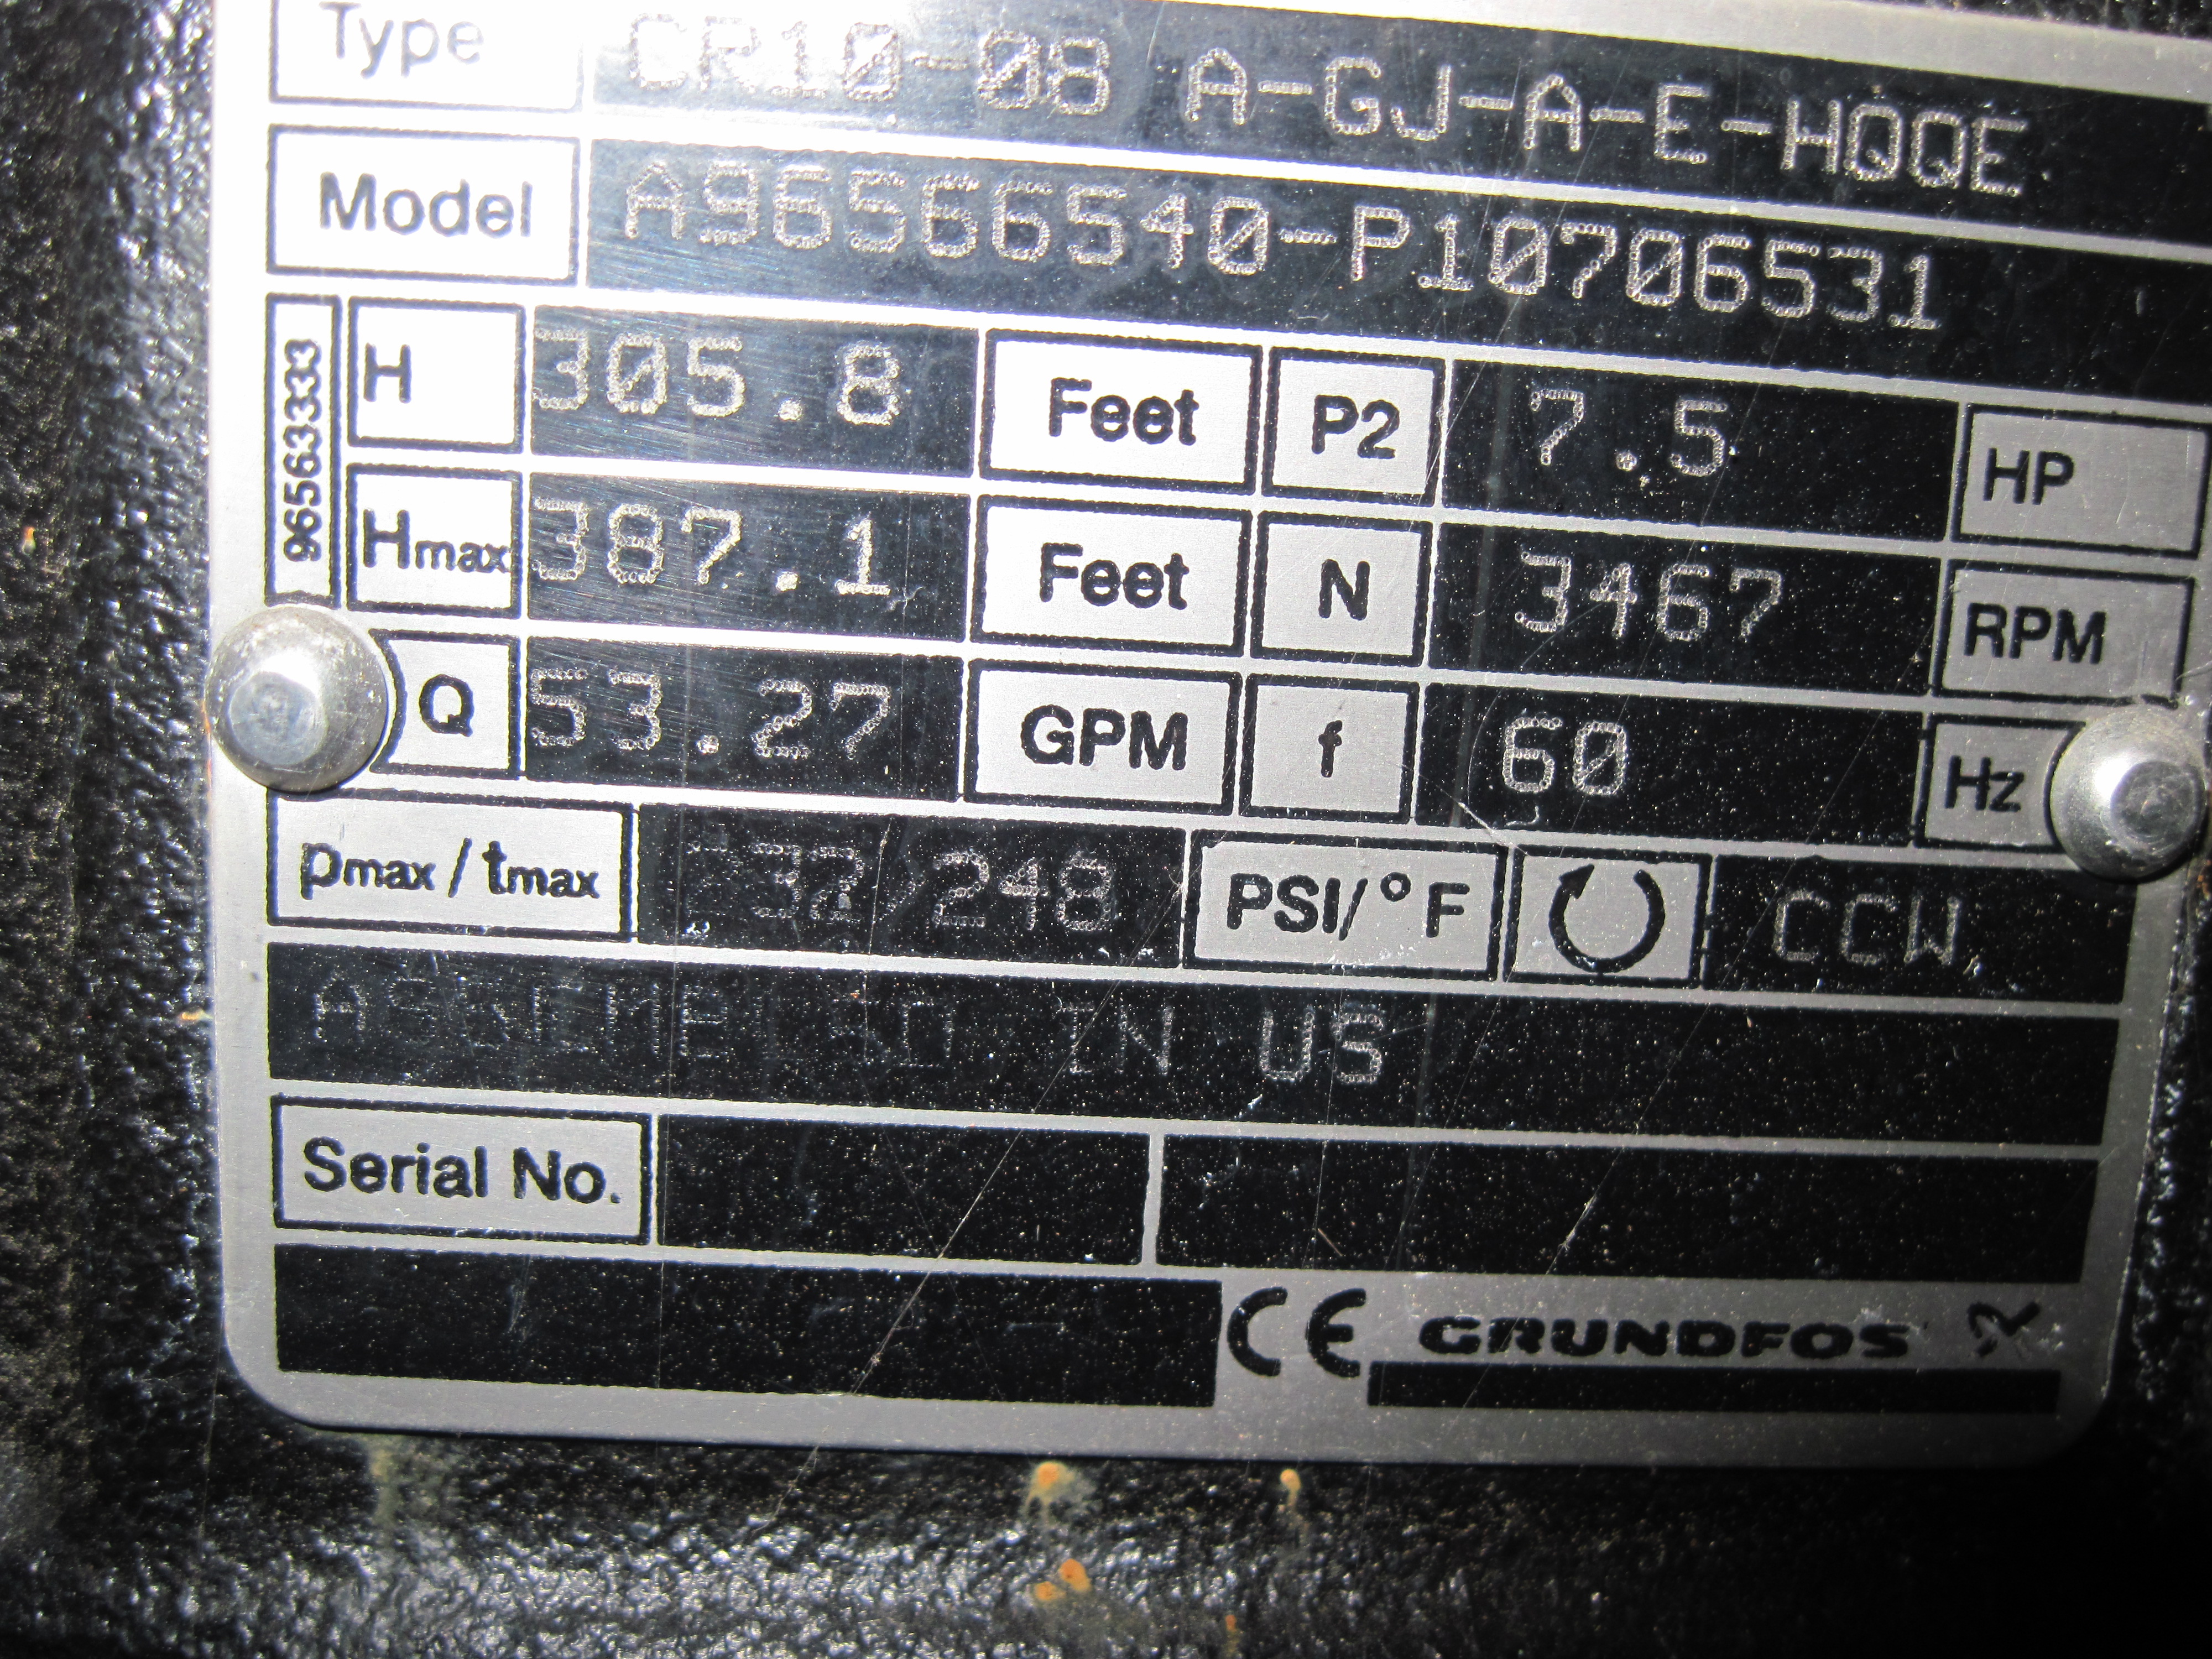 Type CR10-08 A-GJ-A-E-HQQE
Model A96566540-P10706531
96563333
H 305.8 Feet P2 7.5 HP
Hmax 387.1 Feet N 3467 RPM
Q 53.27 GPM f 60 Hz
pmax/tmax 232/248 PSI/°F CCW
ASSEMBLED IN US
Serial No.
CE GRUNDFOS